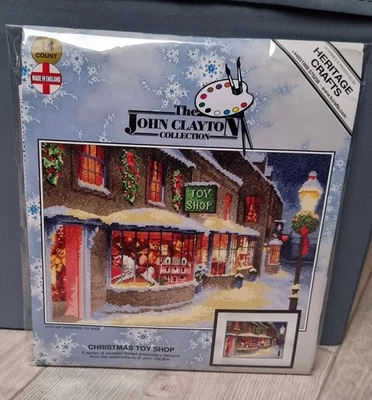 14
COUNT
MADE IN ENGLAND
HERITAGE
CRAFTS
The
JOHN CLAYTON
COLLECTION
TOY
SHOP
CHRISTMAS TOY SHOP
A series of counted thread embroidery designs
from the watercolours of John Clayton